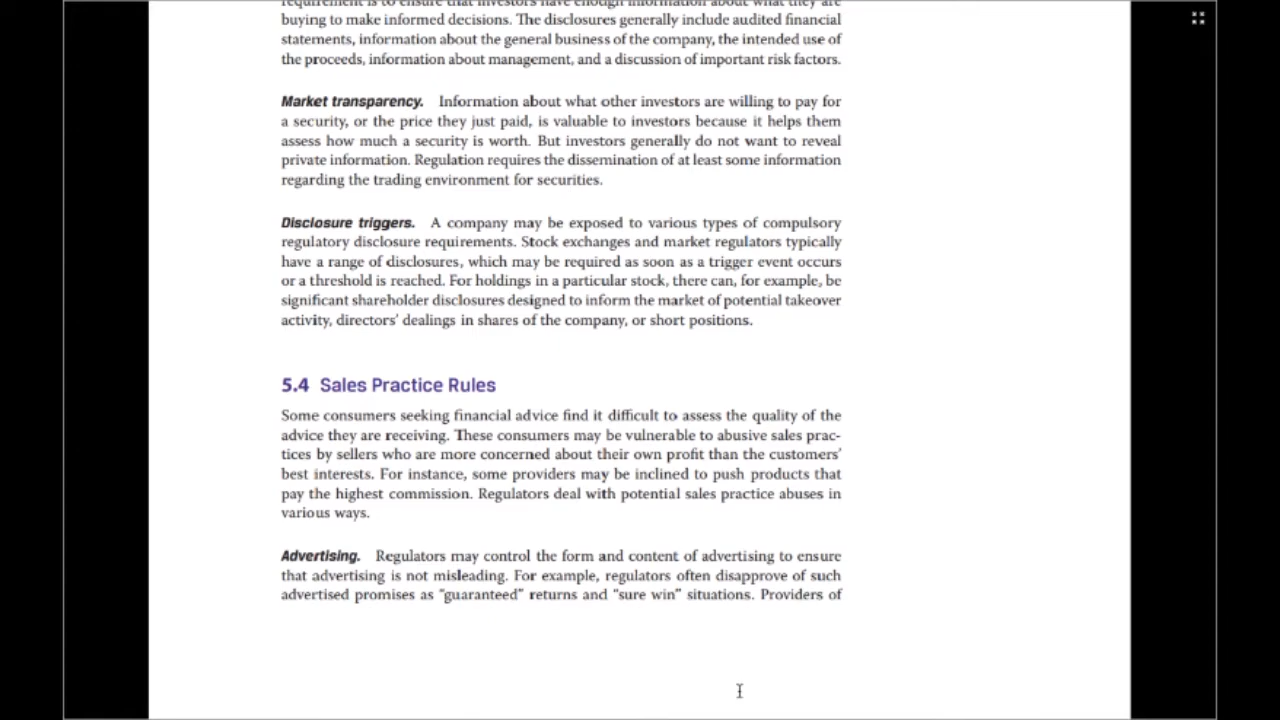 requirement is to ensure that investors have enough information about what they are
buying to make informed decisions. The disclosures generally include audited financial
statements, information about the general business of the company, the intended use of
the proceeds, information about management, and a discussion of important risk factors.
Market transparency. Information about what other investors are willing to pay for
a security, or the price they just paid, is valuable to investors because it helps them
assess how much a security is worth. But investors generally do not want to reveal
private information. Regulation requires the dissemination of at least some information
regarding the trading environment for securities.
Disclosure triggers. A company may be exposed to various types of compulsory
regulatory disclosure requirements. Stock exchanges and market regulators typically
have a range of disclosures, which may be required as soon as a trigger event occurs
or a threshold is reached. For holdings in a particular stock, there can, for example, be
significant shareholder disclosures designed to inform the market of potential takeover
activity, directors' dealings in shares of the company, or short positions.
5.4 Sales Practice Rules
Some consumers seeking financial advice find it difficult to assess the quality of the
advice they are receiving. These consumers may be vulnerable to abusive sales prac-
tices by sellers who are more concerned about their own profit than the customers'
best interests. For instance, some providers may be inclined to push products that
pay the highest commission. Regulators deal with potential sales practice abuses in
various ways.
Advertising. Regulators may control the form and content of advertising to ensure
that advertising is not misleading. For example, regulators often disapprove of such
advertised promises as "guaranteed" returns and "sure win" situations. Providers of